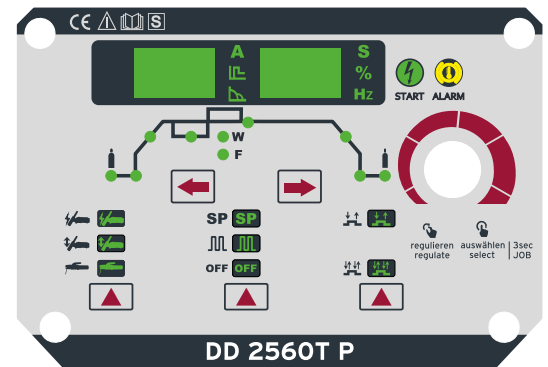 CE S
A S
%
Hz
START ALARM
W
F
SP SP
OFF OFF
regulieren auswählen 3sec
regulate select JOB
DD 2560T P